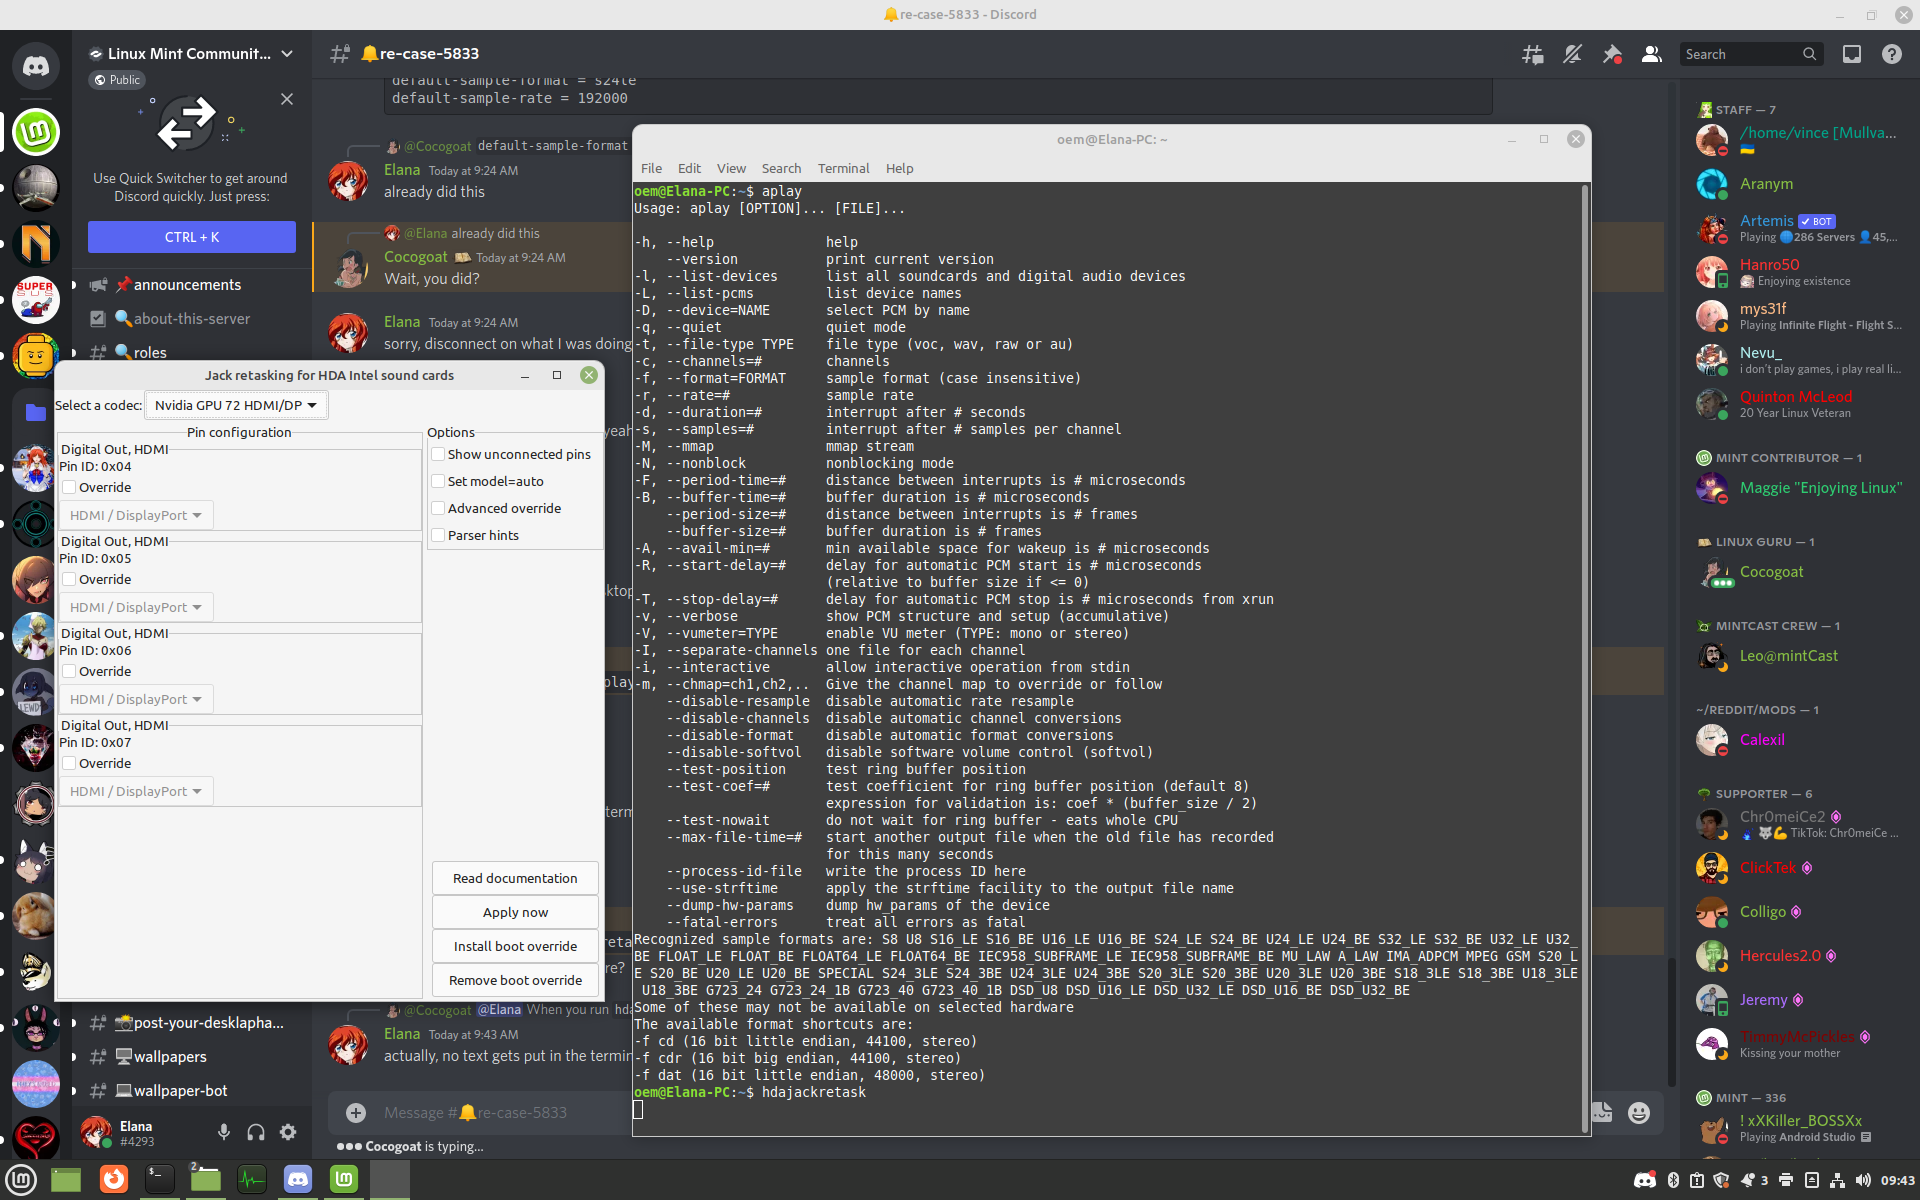 🔔re-case-5833 - Discord
Linux Mint Communit...
Public
Use Quick Switcher to get around
Discord quickly. Just press:
CTRL + K
📌announcements
🔍about-this-server
🔍roles
🔔re-case-5833
Search
default-sample-format = s24le
default-sample-rate = 192000
@Cocogoat default-sample-format
Elana Today at 9:24 AM
already did this
@Elana already did this
Cocogoat Today at 9:24 AM
Wait, you did?
Elana Today at 9:24 AM
sorry, disconnect on what I was doing
yeah
ktop
play
term
reta
re?
Jack retasking for HDA Intel sound cards
Select a codec: Nvidia GPU 72 HDMI/DP
Pin configuration
Digital Out, HDMI
Pin ID: 0x04
Override
HDMI / DisplayPort
Digital Out, HDMI
Pin ID: 0x05
Override
HDMI / DisplayPort
Digital Out, HDMI
Pin ID: 0x06
Override
HDMI / DisplayPort
Digital Out, HDMI
Pin ID: 0x07
Override
HDMI / DisplayPort
Options
Show unconnected pins
Set model=auto
Advanced override
Parser hints
Read documentation
Apply now
Install boot override
Remove boot override
@Cocogoat @Elana When you run hda
Elana Today at 9:43 AM
actually, no text gets put in the termin
Message #🔔re-case-5833
Cocogoat is typing...
📸post-your-desklapha...
🖥wallpapers
💻wallpaper-bot
Elana
#4293
oem@Elana-PC: ~
File Edit View Search Terminal Help
oem@Elana-PC:~$ aplay
Usage: aplay [OPTION]... [FILE]...
-h, --help help
--version print current version
-l, --list-devices list all soundcards and digital audio devices
-L, --list-pcms list device names
-D, --device=NAME select PCM by name
-q, --quiet quiet mode
-t, --file-type TYPE file type (voc, wav, raw or au)
-c, --channels=# channels
-f, --format=FORMAT sample format (case insensitive)
-r, --rate=# sample rate
-d, --duration=# interrupt after # seconds
-s, --samples=# interrupt after # samples per channel
-M, --mmap mmap stream
-N, --nonblock nonblocking mode
-F, --period-time=# distance between interrupts is # microseconds
-B, --buffer-time=# buffer duration is # microseconds
--period-size=# distance between interrupts is # frames
--buffer-size=# buffer duration is # frames
-A, --avail-min=# min available space for wakeup is # microseconds
-R, --start-delay=# delay for automatic PCM start is # microseconds
(relative to buffer size if <= 0)
-T, --stop-delay=# delay for automatic PCM stop is # microseconds from xrun
-v, --verbose show PCM structure and setup (accumulative)
-V, --vumeter=TYPE enable VU meter (TYPE: mono or stereo)
-I, --separate-channels one file for each channel
-i, --interactive allow interactive operation from stdin
-m, --chmap=ch1,ch2,.. Give the channel map to override or follow
--disable-resample disable automatic rate resample
--disable-channels disable automatic channel conversions
--disable-format disable automatic format conversions
--disable-softvol disable software volume control (softvol)
--test-position test ring buffer position
--test-coef=# test coefficient for ring buffer position (default 8)
expression for validation is: coef * (buffer_size / 2)
--test-nowait do not wait for ring buffer - eats whole CPU
--max-file-time=# start another output file when the old file has recorded
for this many seconds
--process-id-file write the process ID here
--use-strftime apply the strftime facility to the output file name
--dump-hw-params dump hw_params of the device
--fatal-errors treat all errors as fatal
Recognized sample formats are: S8 U8 S16_LE S16_BE U16_LE U16_BE S24_LE S24_BE U24_LE U24_BE S32_LE S32_BE U32_LE U32_
BE FLOAT_LE FLOAT_BE FLOAT64_LE FLOAT64_BE IEC958_SUBFRAME_LE IEC958_SUBFRAME_BE MU_LAW A_LAW IMA_ADPCM MPEG GSM S20_L
E S20_BE U20_LE U20_BE SPECIAL S24_3LE S24_3BE U24_3LE U24_3BE S20_3LE S20_3BE U20_3LE U20_3BE S18_3LE S18_3BE U18_3LE
U18_3BE G723_24 G723_24_1B G723_40 G723_40_1B DSD_U8 DSD_U16_LE DSD_U32_LE DSD_U16_BE DSD_U32_BE
Some of these may not be available on selected hardware
The available format shortcuts are:
-f cd (16 bit little endian, 44100, stereo)
-f cdr (16 bit big endian, 44100, stereo)
-f dat (16 bit little endian, 48000, stereo)
oem@Elana-PC:~$ hdajackretask
STAFF — 7
/home/vince [Mullva...
Aranym
Artemis BOT
Playing 🌐286 Servers 👤45,...
Hanro50
Enjoying existence
mys31f
Playing Infinite Flight - Flight S...
Nevu_
i don't play games, i play real li...
Quinton McLeod
20 Year Linux Veteran
MINT CONTRIBUTOR — 1
Maggie "Enjoying Linux"
LINUX GURU — 1
Cocogoat
MINTCAST CREW — 1
Leo@mintCast
~/REDDIT/MODS — 1
Calexil
SUPPORTER — 6
Chr0meiCe2
🐺💪 TikTok: Chr0meiCe ...
ClickTek
Colligo
Hercules2.0
Jeremy
TimmyMcPickles
Kissing your mother
MINT — 336
! xXKiller_BOSSXx
Playing Android Studio
2
3
09:43